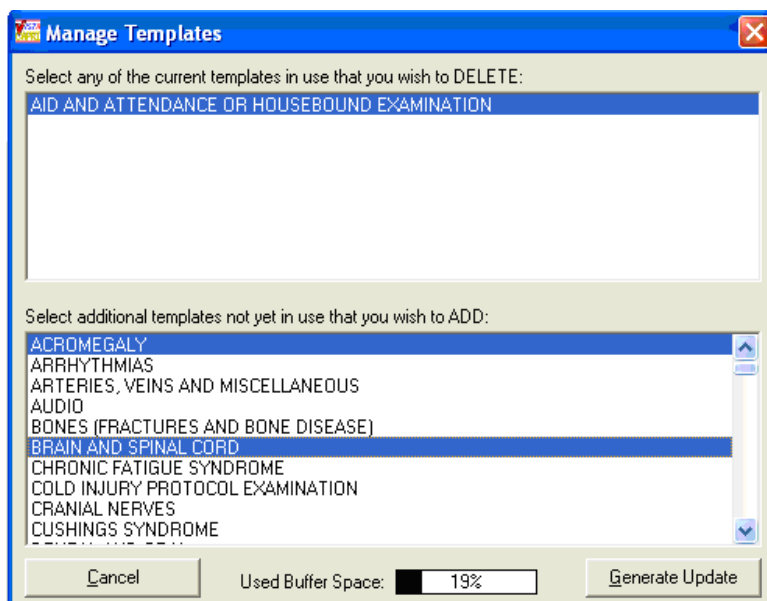 Manage Templates
Select any of the current templates in use that you wish to DELETE:
AID AND ATTENDANCE OR HOUSEBOUND EXAMINATION
Select additional templates not yet in use that you wish to ADD:
ACROMEGALY
ARRHYTHMIAS
ARTERIES, VEINS AND MISCELLANEOUS
AUDIO
BONES (FRACTURES AND BONE DISEASE)
BRAIN AND SPINAL CORD
CHRONIC FATIGUE SYNDROME
COLD INJURY PROTOCOL EXAMINATION
CRANIAL NERVES
CUSHINGS SYNDROME
Cancel Used Buffer Space: 19% Generate Update